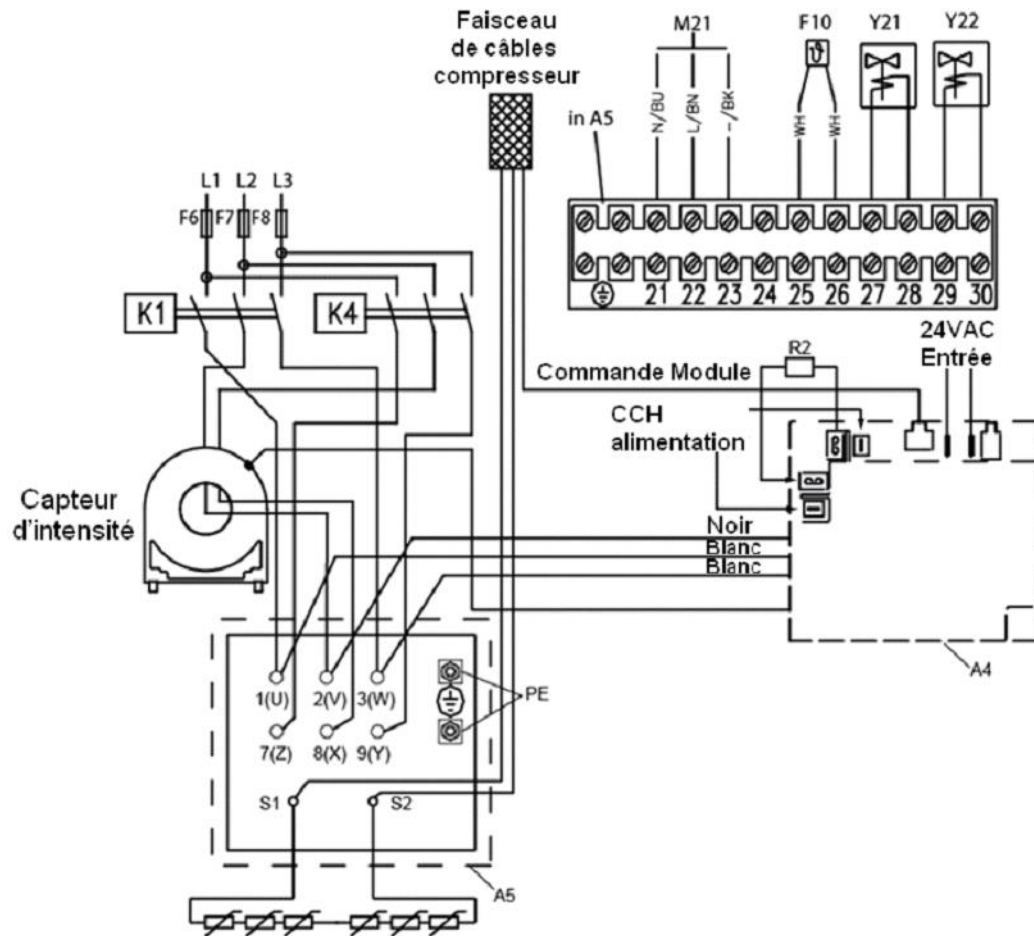 Faisceau
de câbles
compresseur
M21
F10
Y21
Y22
in A5
N/BU
L/BN
-/BK
WH
WH
L1 L2 L3
F6 F7 F8
K1
K4
21 22 23 24 25 26 27 28 29 30
24VAC
Entrée
R2
Commande Module
CCH
alimentation
Capteur
d'intensité
Noir
Blanc
Blanc
A4
1(U) 2(V) 3(W)
PE
7(Z) 8(X) 9(Y)
S1 S2
A5